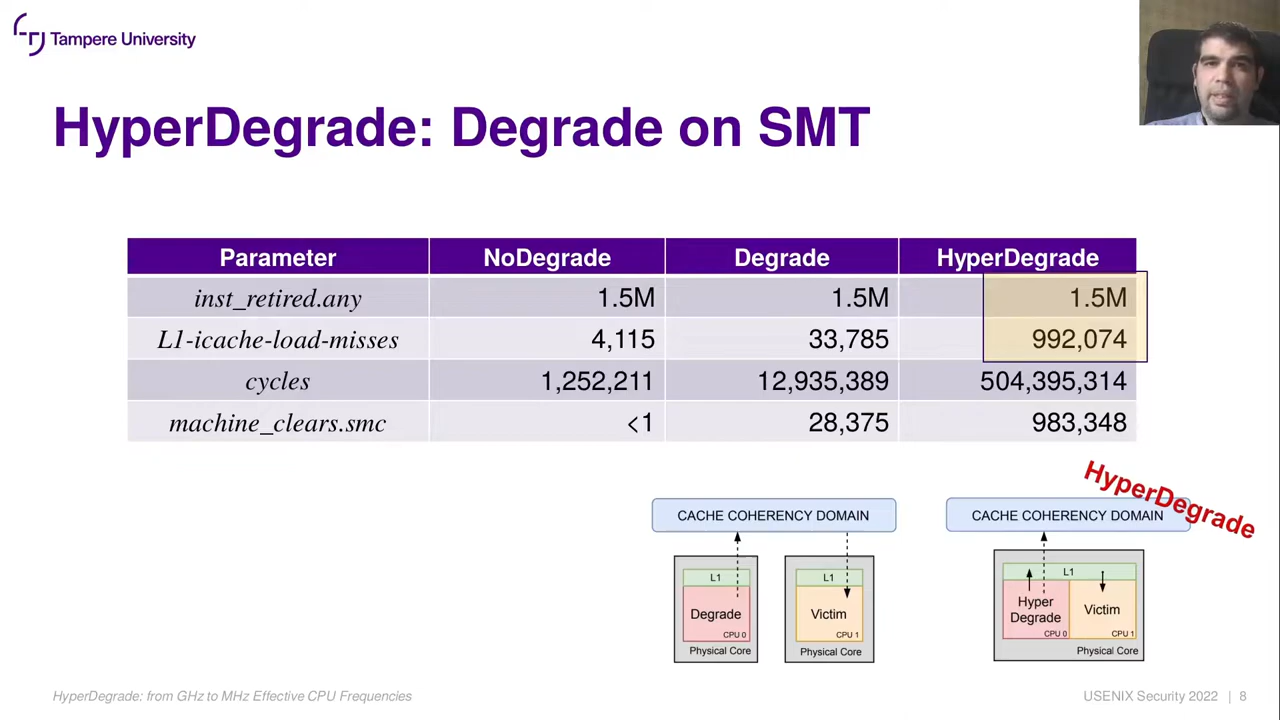 Tampere University
HyperDegrade: Degrade on SMT
Parameter NoDegrade Degrade HyperDegrade
inst_retired.any 1.5M 1.5M 1.5M
L1-icache-load-misses 4,115 33,785 992,074
cycles 1,252,211 12,935,389 504,395,314
machine_clears.smc <1 28,375 983,348
HyperDegrade
CACHE COHERENCY DOMAIN
L1
Degrade
CPU 0
Physical Core
L1
Victim
CPU 1
Physical Core
CACHE COHERENCY DOMAIN
L1
Hyper
Degrade
CPU 0
Victim
CPU 1
Physical Core
HyperDegrade: from GHz to MHz Effective CPU Frequencies
USENIX Security 2022 | 8